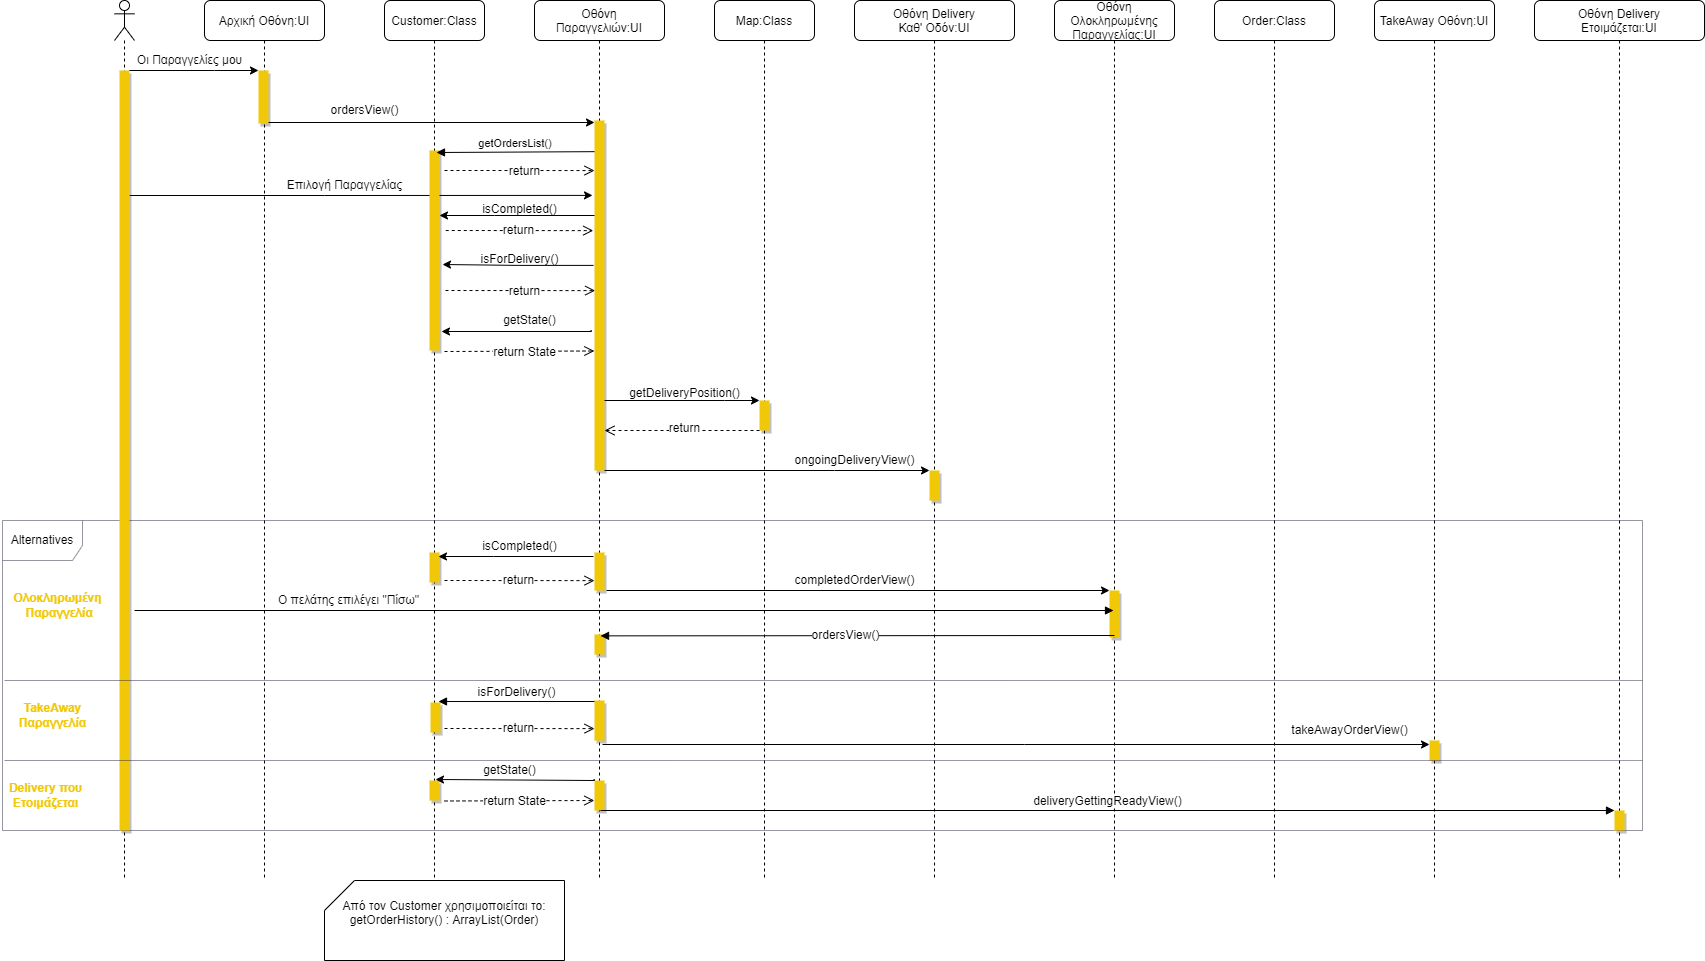 Αρχική Οθόνη:UI
Customer:Class
Οθόνη
Παραγγελιών:UI
Map:Class
Οθόνη Delivery
Καθ' Οδόν:UI
Οθόνη
Ολοκληρωμένης
Παραγγελίας:UI
Order:Class
TakeAway Οθόνη:UI
Οθόνη Delivery
Ετοιμάζεται:UI
Οι Παραγγελίες μου
ordersView()
getOrdersList()
return
Επιλογή Παραγγελίας
isCompleted()
return
isForDelivery()
return
getState()
return State
getDeliveryPosition()
return
ongoingDeliveryView()
Alternatives
isCompleted()
return
completedOrderView()
Ολοκληρωμένη
Παραγγελία
Ο πελάτης επιλέγει "Πίσω"
ordersView()
isForDelivery()
TakeAway
Παραγγελία
return
takeAwayOrderView()
getState()
Delivery που
Ετοιμάζεται
return State
deliveryGettingReadyView()
Από τον Customer χρησιμοποιείται το:
getOrderHistory() : ArrayList(Order)